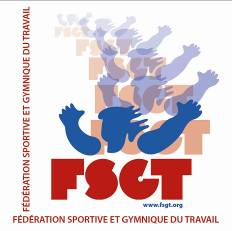 FÉDÉRATION SPORTIVE ET GYMNIQUE DU TRAVAIL
FSGT
www.fsgt.org
FÉDÉRATION SPORTIVE ET GYMNIQUE DU TRAVAIL